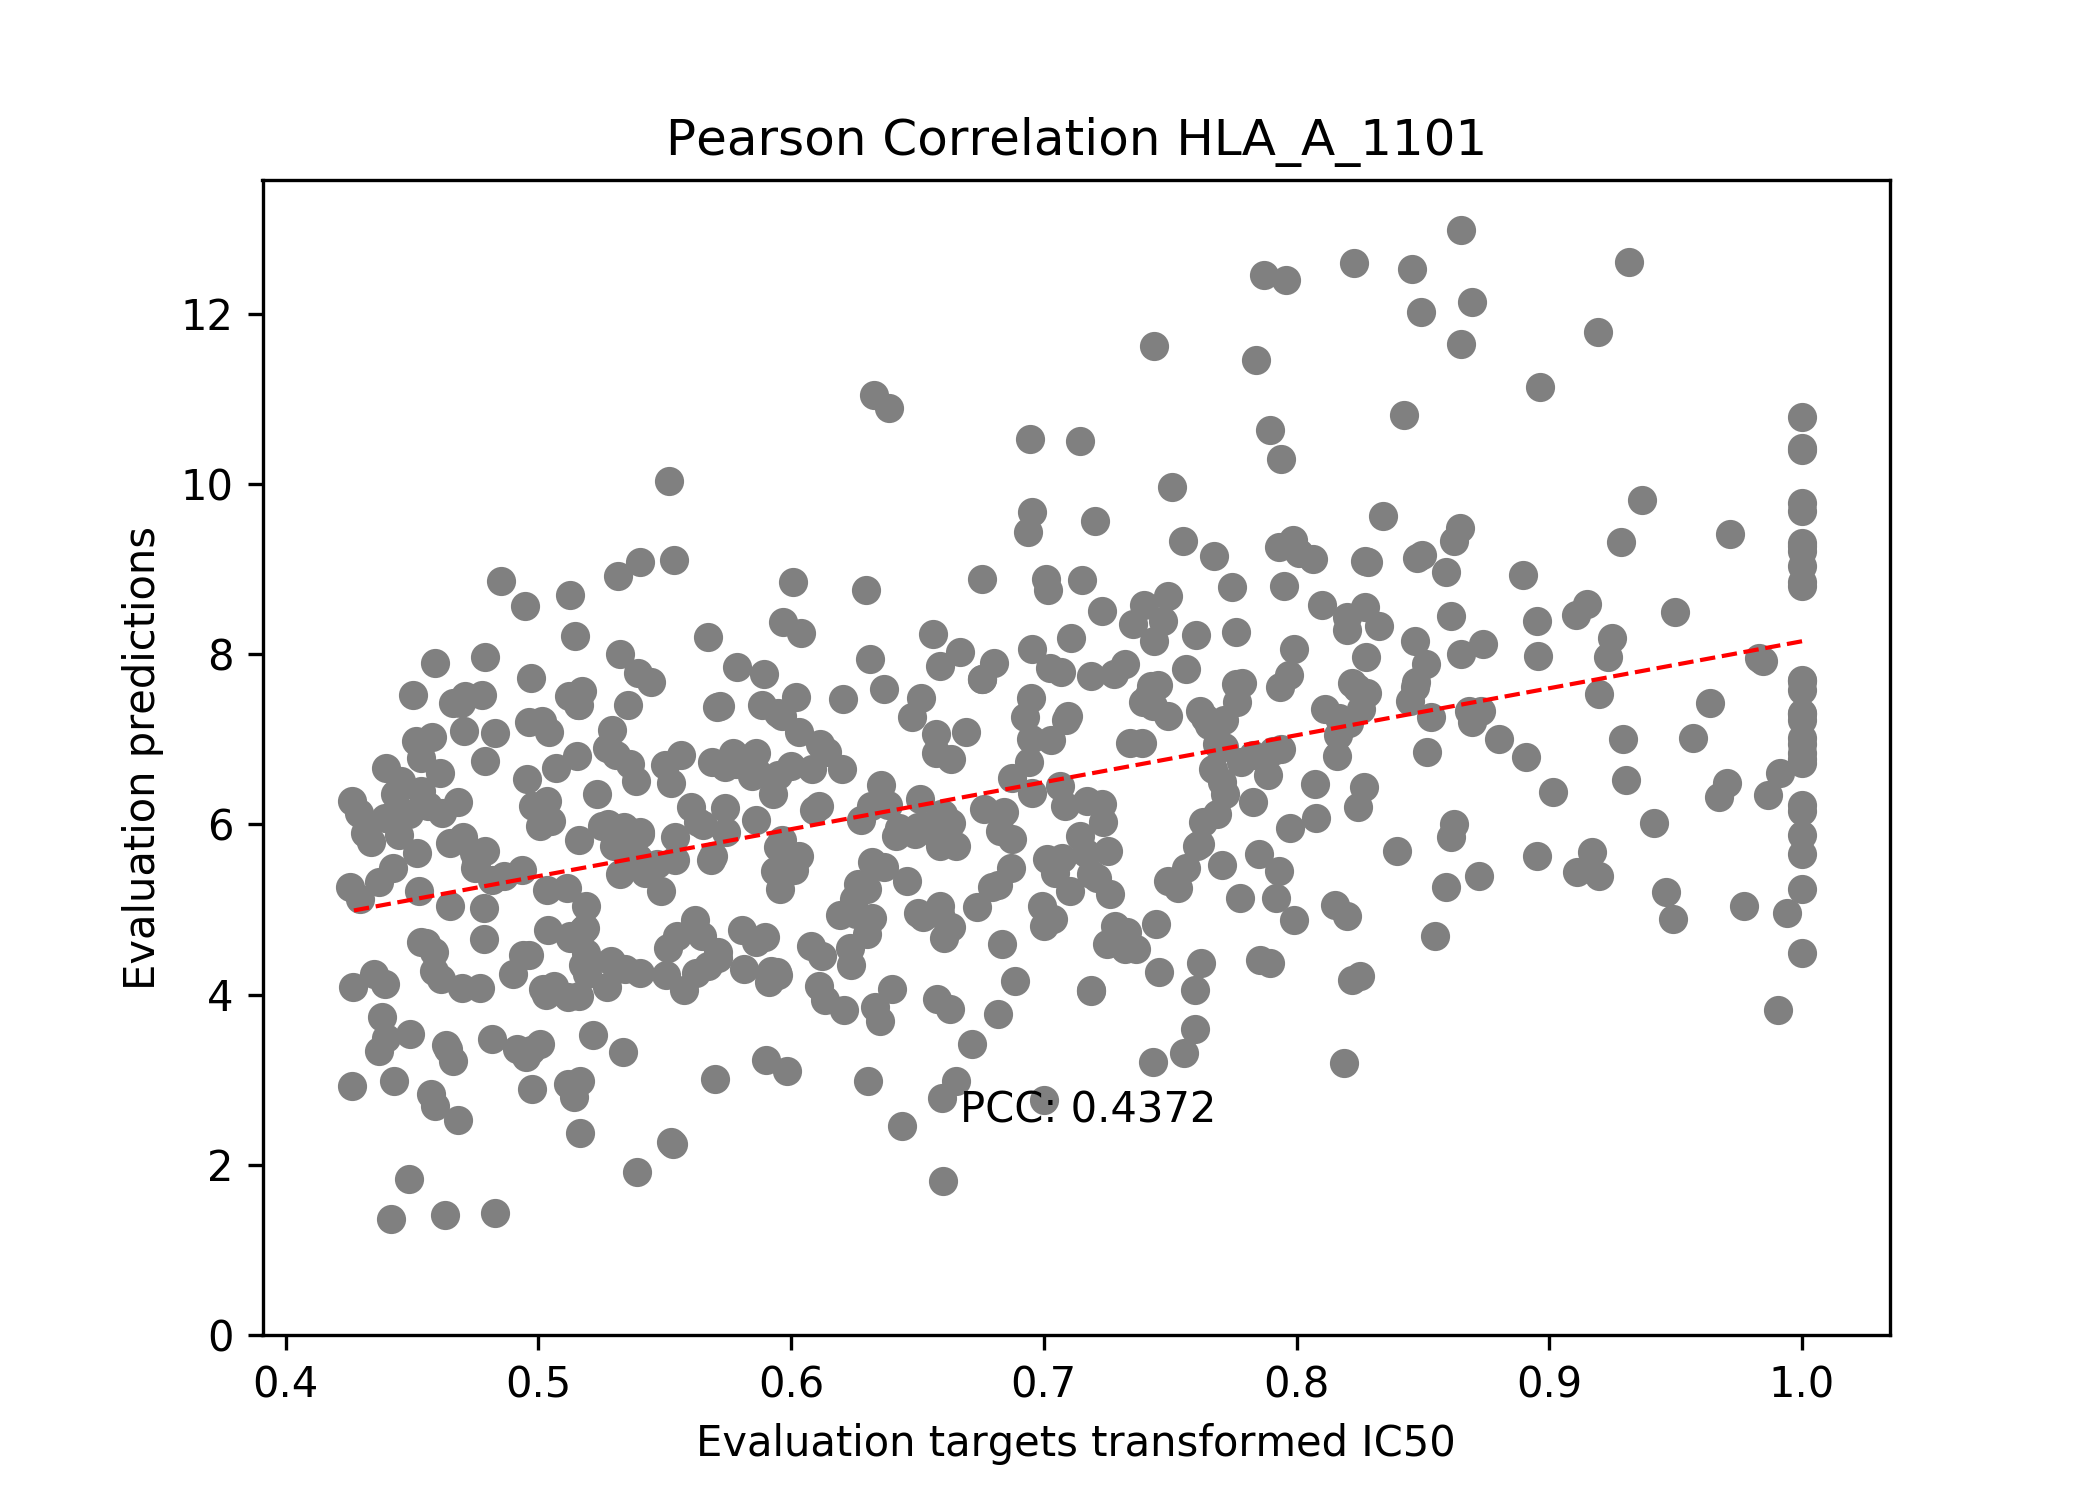 Pearson Correlation HLA_A_1101
Evaluation predictions
12
10
8
6
4
2
0
PCC: 0.4372
0.4 0.5 0.6 0.7 0.8 0.9 1.0
Evaluation targets transformed IC50